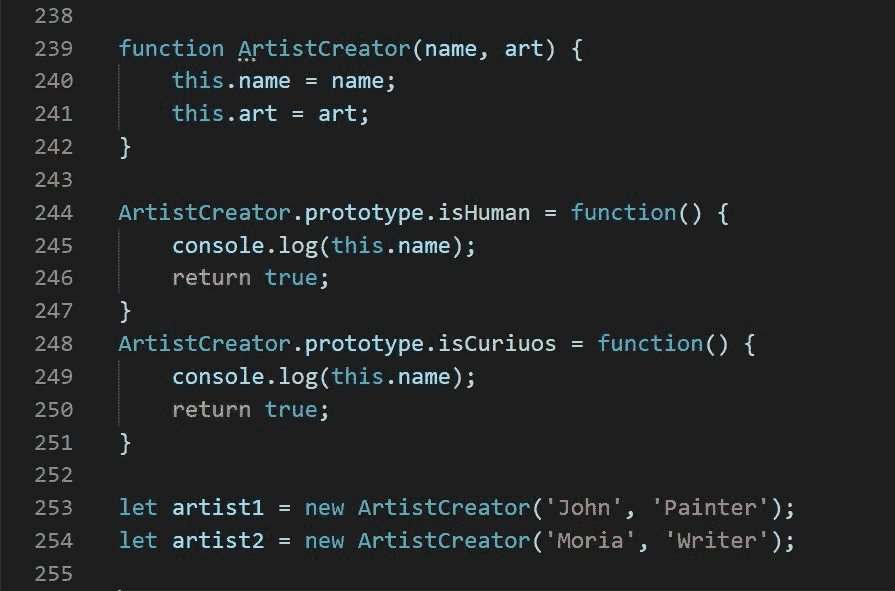 238
239 function ArtistCreator(name, art) {
240     this.name = name;
241     this.art = art;
242 }
243
244 ArtistCreator.prototype.isHuman = function() {
245     console.log(this.name);
246     return true;
247 }
248 ArtistCreator.prototype.isCuriuos = function() {
249     console.log(this.name);
250     return true;
251 }
252
253 let artist1 = new ArtistCreator('John', 'Painter');
254 let artist2 = new ArtistCreator('Moria', 'Writer');
255